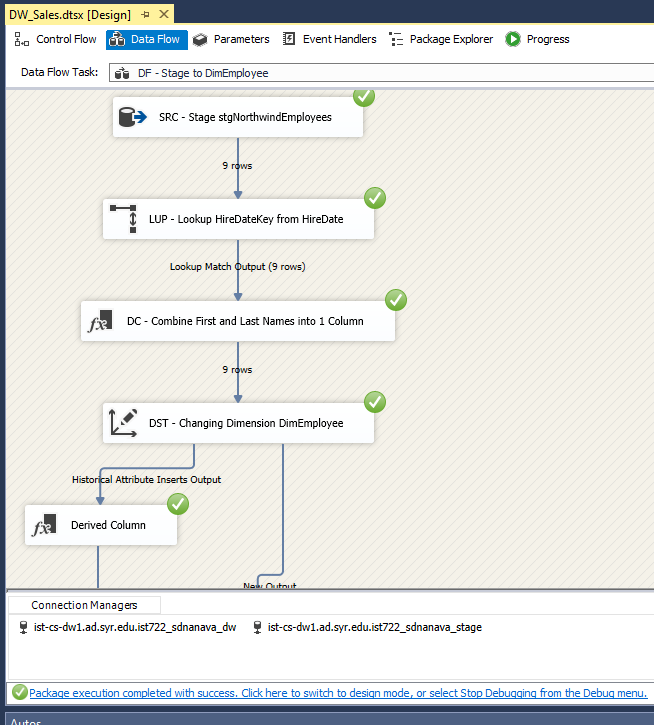 DW_Sales.dtsx [Design]
Control Flow Data Flow Parameters Event Handlers Package Explorer Progress
Data Flow Task: DF - Stage to DimEmployee
SRC - Stage stgNorthwindEmployees
9 rows
LUP - Lookup HireDateKey from HireDate
Lookup Match Output (9 rows)
DC - Combine First and Last Names into 1 Column
9 rows
DST - Changing Dimension DimEmployee
Historical Attribute Inserts Output
Derived Column
New Output
Connection Managers
ist-cs-dw1.ad.syr.edu.ist722_sdnanava_dw ist-cs-dw1.ad.syr.edu.ist722_sdnanava_stage
Package execution completed with success. Click here to switch to design mode, or select Stop Debugging from the Debug menu.
Autos